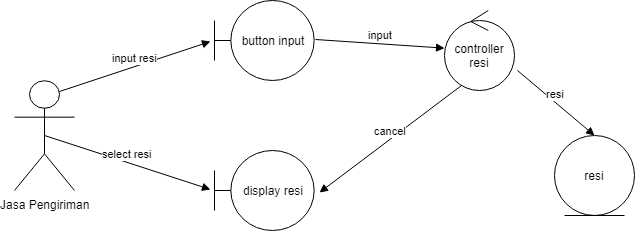 button input
input
controller
resi
input resi
resi
cancel
select resi
display resi
resi
Jasa Pengiriman